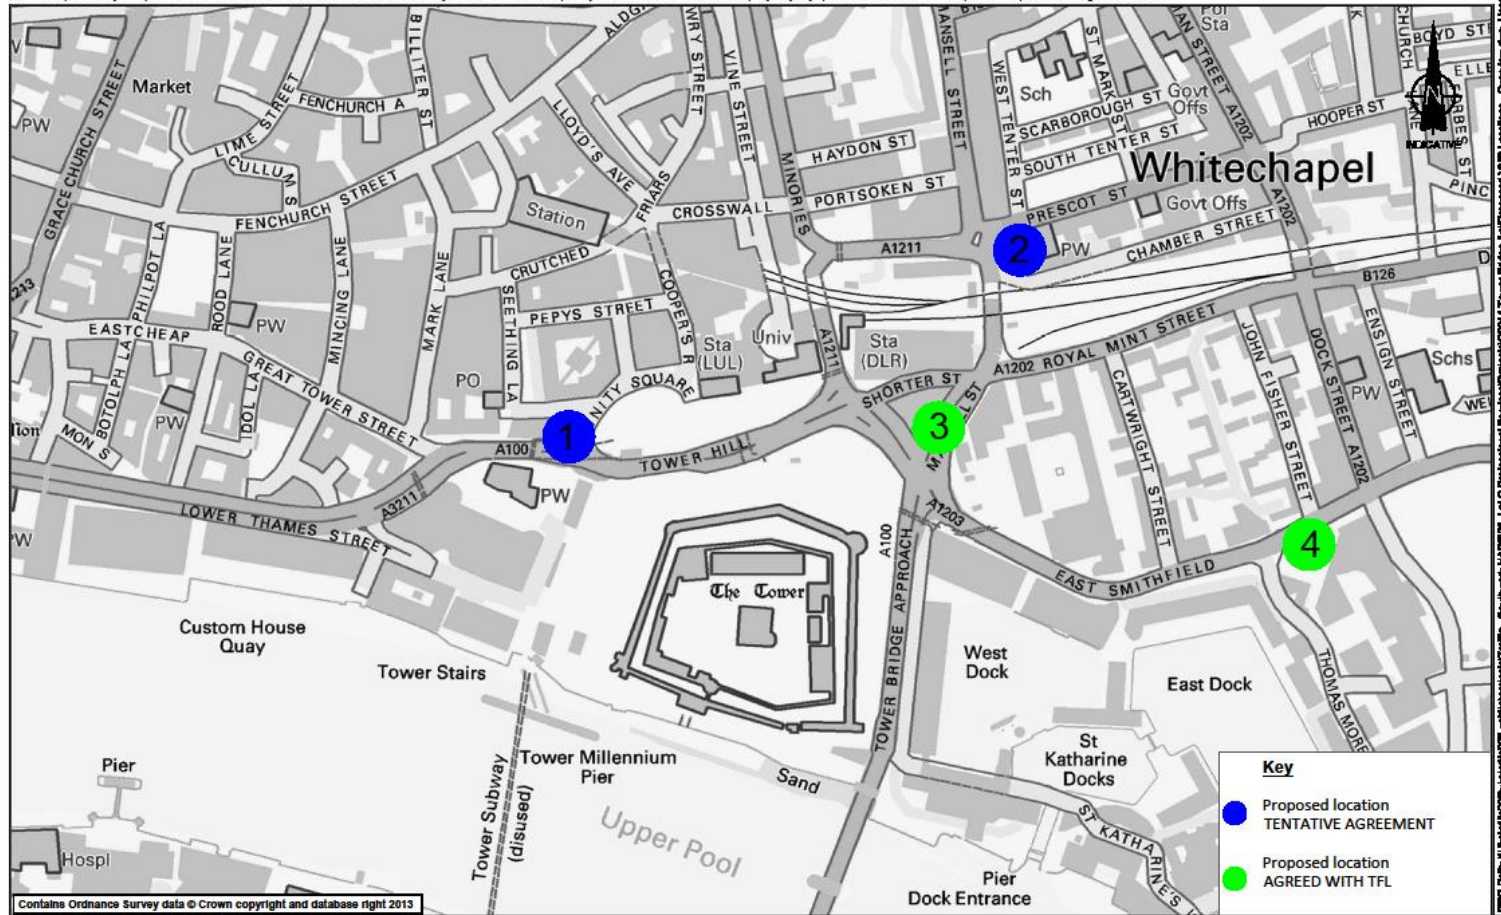 Market
PW
GRACECHURCH STREET
LIME STREET
FENCHURCH A
BILLITER ST
CULLUM S
FENCHURCH STREET
LLOYD'S AVE
FRIARS
VINE STREET
MINORIES
CROSSWALL
HAYDON ST
PORTSOKEN ST
MANSELL STREET
WEST TENTER ST
Sch
ST MARK
SCARBOROUGH ST
SOUTH TENTER ST
Govt
Offs
HOOPER ST
A1202
Whitechapel
INDICATIVE
N
PRESCOT ST
Govt Offs
CHAMBER STREET
A1202
PW
2
A1211
Station
CRUTCHED
PHILPOT LA
ROOD LANE
MINCING LANE
MARK LANE
SEETHING LA
PEPYS STREET
COOPER'S R
EASTCHEAP
PW
BOTOLPH LA
IDOL LA
GREAT TOWER STREET
PW
MON S
PO
Sta
(LUL)
Univ
A1211
Sta
(DLR)
SHORTER ST
A1202 ROYAL MINT STREET
B126
CARTWRIGHT STREET
JOHN FISHER STREET
DOCK STREET
A1202
ENSIGN STREET
PW
Schs
NITY SQUARE
1
A100
TOWER HILL
3
PW
A3211
LOWER THAMES STREET
A1203
A100
TOWER BRIDGE APPROACH
EAST SMITHFIELD
4
The Tower
Custom House
Quay
Tower Stairs
West
Dock
East Dock
THOMAS MORE
St
Katharine
Docks
ST KATHARINE'S
Tower Millennium
Pier
Sand
Upper Pool
Tower Subway
(disused)
Pier
Hospl
Pier
Dock Entrance
Key
Proposed location
TENTATIVE AGREEMENT
Proposed location
AGREED WITH TFL
Contains Ordnance Survey data © Crown copyright and database right 2013